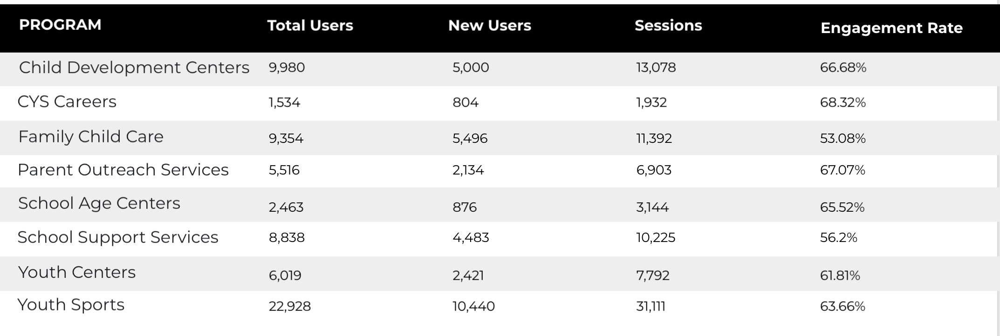 PROGRAM Total Users New Users Sessions Engagement Rate
Child Development Centers 9,980 5,000 13,078 66.68%
CYS Careers 1,534 804 1,932 68.32%
Family Child Care 9,354 5,496 11,392 53.08%
Parent Outreach Services 5,516 2,134 6,903 67.07%
School Age Centers 2,463 876 3,144 65.52%
School Support Services 8,838 4,483 10,225 56.2%
Youth Centers 6,019 2,421 7,792 61.81%
Youth Sports 22,928 10,440 31,111 63.66%